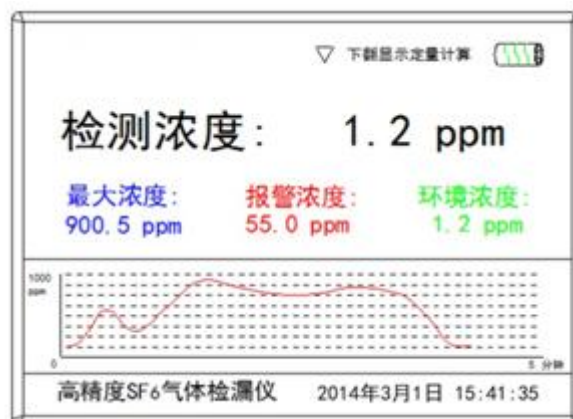 ▽ 下翻显示定量计算
检测浓度: 1.2 ppm
最大浓度: 报警浓度: 环境浓度:
900.5 ppm 55.0 ppm 1.2 ppm
1000
ppm
0 5 分钟
高精度SF6气体检漏仪 2014年3月1日 15:41:35